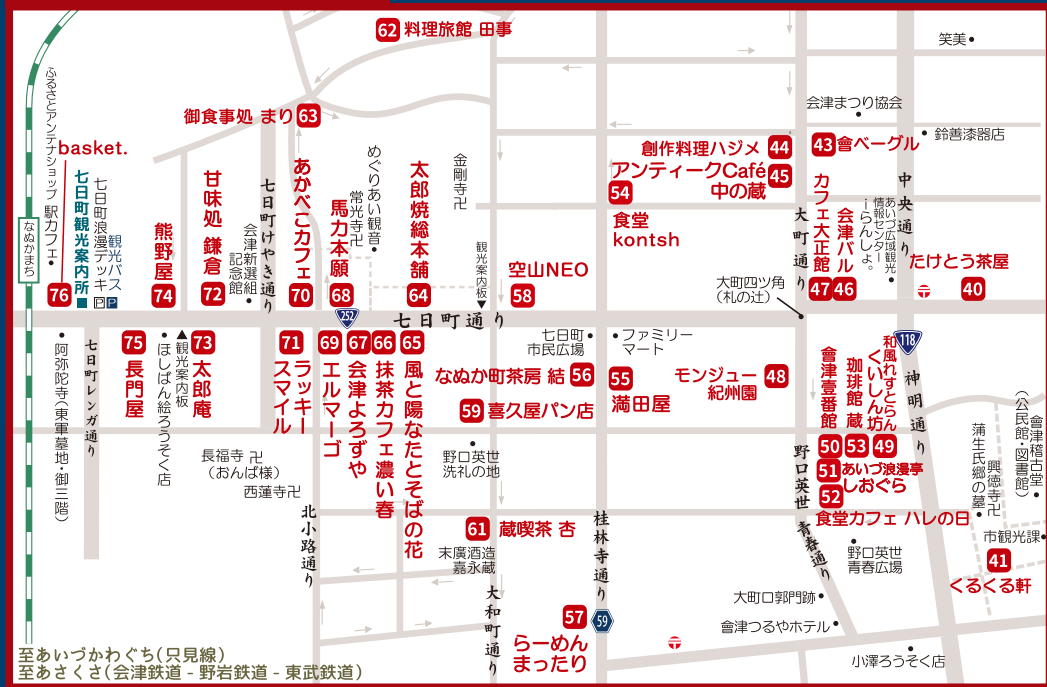 62 料理旅館 田事
笑美
ふるさとアンテナショップ 駅カフェ
会津まつり協会
御食事処 まり 63
basket.
76
七日町観光案内所
七日町浪漫デッキ
観光バス
P P
なぬかまち
熊野屋
74
甘味処 鎌倉
72
会津新選組
記念館
七日町けやき通り
あかべこカフェ
70
馬力本願
68
常光寺卍
めぐりあい観音
太郎焼総本舗
64
金剛寺卍
観光案内板▼
空山NEO
58
創作料理ハジメ 44
アンティークCafé
中の蔵
45
54
食堂
kontsh
43 會ベーグル
鈴善漆器店
カフェ大正館
47
会津バル
46
大町通り
あいづ広域観光
情報センター
iらんしょ。
中央通り
たけとう茶屋
〒
40
大町四ツ角
(札の辻)
252
七日町通り
118
阿弥陀寺(東軍墓地・御三階)
七日町レンガ通り
75
長門屋
ほしばん絵ろうそく店
▲観光案内板
73
太郎庵
71
ラッキー
スマイル
69
エルマーゴ
67
会津よろずや
66
抹茶カフェ濃い春
65
風と陽なたとそばの花
七日町
市民広場
ファミリー
マート
なぬか町茶房 結 56
55
満田屋
モンジュー
紀州園
48
59 喜久屋パン店
野口英世
洗礼の地
會津壹番館
50
珈琲館 蔵
53
和風れすとらん
くいしん坊
49
神明通り
51 あいづ浪漫亭
しおぐら
52
食堂カフェ ハレの日
野口英世青春通り
野口英世
青春広場
長福寺 卍
(おんば様)
西蓮寺卍
北小路通り
61 蔵喫茶 杏
末廣酒造
嘉永蔵
大和町通り
桂林寺通り
57
59
らーめん
まったり
蒲生氏郷の墓
興徳寺卍
會津稽古堂
(公民館・図書館)
市観光課
41
くるくる軒
大町口郭門跡
會津つるやホテル
〒
小澤ろうそく店
至あいづかわぐち(只見線)
至あさくさ(会津鉄道 - 野岩鉄道 - 東武鉄道)